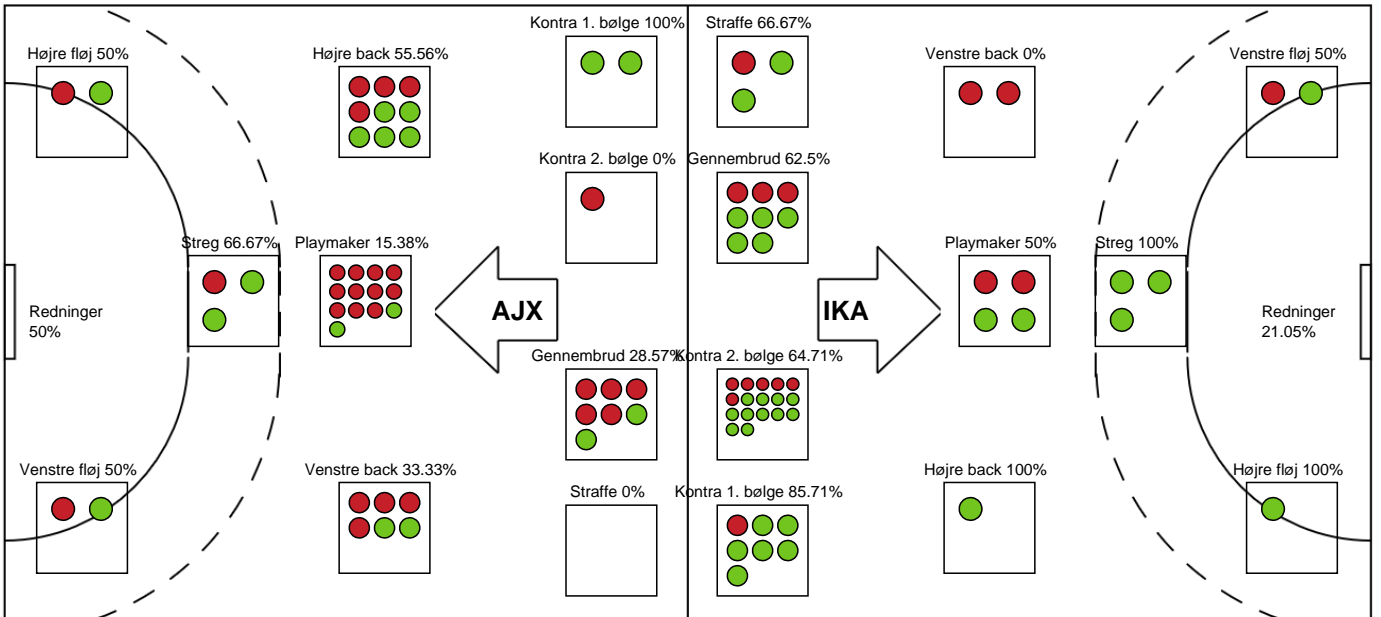 Kontra 1. bølge 100%
Straffe 66.67%
Højre fløj 50%
Højre back 55.56%
Venstre back 0%
Venstre fløj 50%
Kontra 2. bølge 0%
Gennembrud 62.5%
Streg 66.67%
Playmaker 15.38%
Playmaker 50%
Streg 100%
Redninger
50%
AJX
IKA
Redninger
21.05%
Gennembrud 28.57%
Kontra 2. bølge 64.71%
Venstre fløj 50%
Venstre back 33.33%
Straffe 0%
Kontra 1. bølge 85.71%
Højre back 100%
Højre fløj 100%